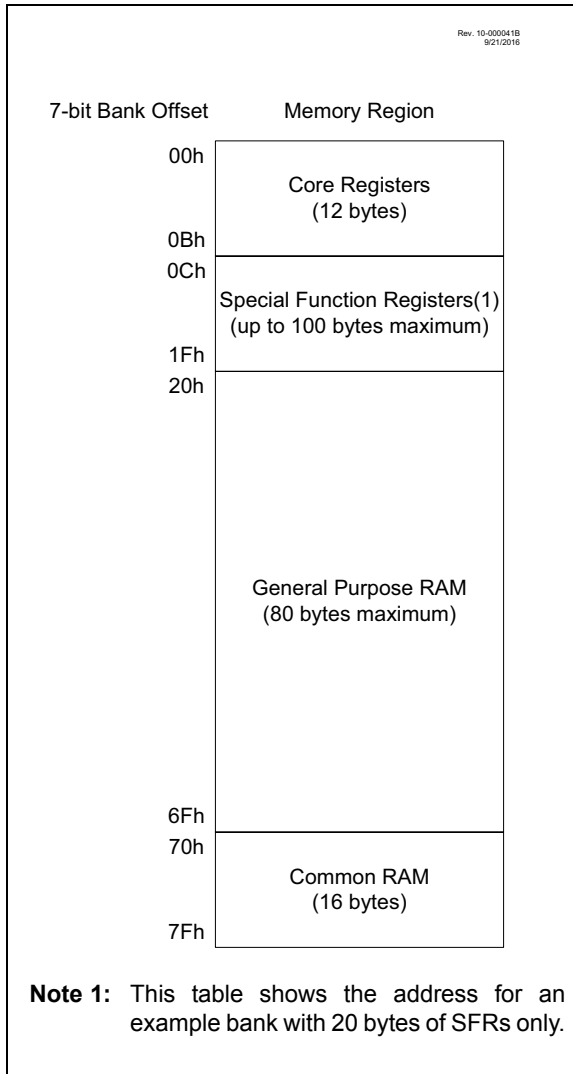 Rev. 10-000041B
9/21/2016
7-bit Bank Offset Memory Region
00h
Core Registers
(12 bytes)
0Bh
0Ch
Special Function Registers(1)
(up to 100 bytes maximum)
1Fh
20h
General Purpose RAM
(80 bytes maximum)
6Fh
70h
Common RAM
(16 bytes)
7Fh
Note 1: This table shows the address for an
example bank with 20 bytes of SFRs only.